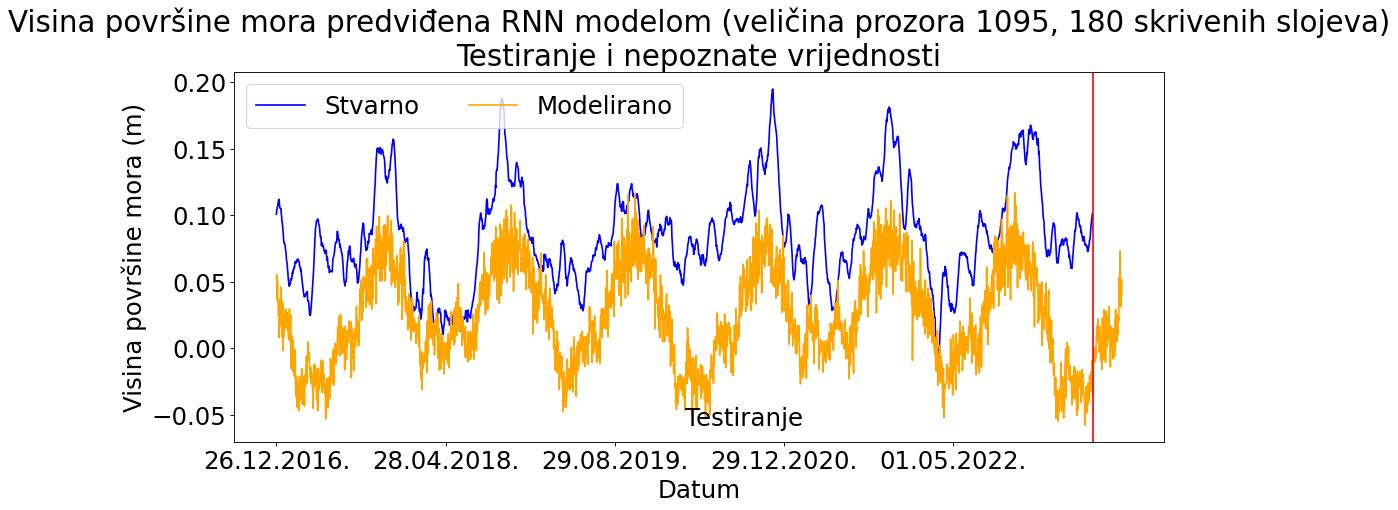 Visina površine mora predviđena RNN modelom (veličina prozora 1095, 180 skrivenih slojeva)
Testiranje i nepoznate vrijednosti
Stvarno Modelirano
Visina površine mora (m)
0.20
0.15
0.10
0.05
0.00
−0.05
Testiranje
26.12.2016. 28.04.2018. 29.08.2019. 29.12.2020. 01.05.2022.
Datum